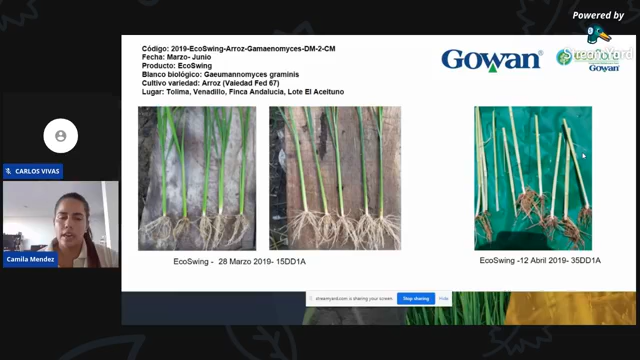 Powered by
StreamYard
Código: 2019-EcoSwing-Arroz-Gamaenomyces-DM-2-CM
Fecha: Marzo- Junio
Producto: EcoSwing
Blanco biológico: Gaeumannomyces graminis
Cultivo variedad: Arroz (Vaiedad Fed 67)
Lugar: Tolima, Venadillo, Finca Andalucía, Lote El Aceituno
Gowan®
Gowan
CARLOS VIVAS
Camila Mendez
EcoSwing - 28 Marzo 2019- 15DD1A
EcoSwing -12 Abril 2019- 35DD1A
streamyard.com is sharing your screen.
Stop sharing
Hide